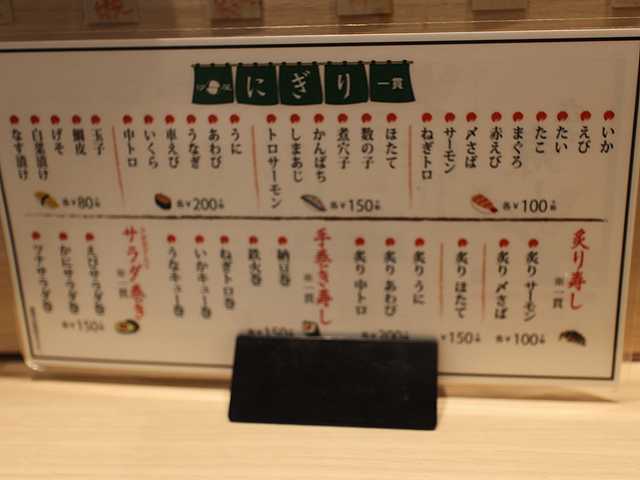 にぎり 一貫
いか
えび
たい
たこ
まぐろ
赤えび
〆さば
サーモン
ねぎトロ
各¥100
ほたて
数の子
煮穴子
かんぱち
しまあじ
トロサーモン
各¥150
うに
あわび
うなぎ
車えび
いくら
中トロ
各¥200
玉子
鯛皮
げそ
白菜漬け
なす漬け
各¥80
炙り寿し
一貫
炙りサーモン
炙り〆さば
各¥100
炙りほたて
¥150
炙りうに
炙りあわび
炙り中トロ
各¥200
手巻き寿し
一貫
納豆巻
鉄火巻
ねぎトロ巻
いかキュー巻
うなキュー巻
各¥150
サラダ巻き
一貫
えびサラダ巻
かにサラダ巻
ツナサラダ巻
各¥150